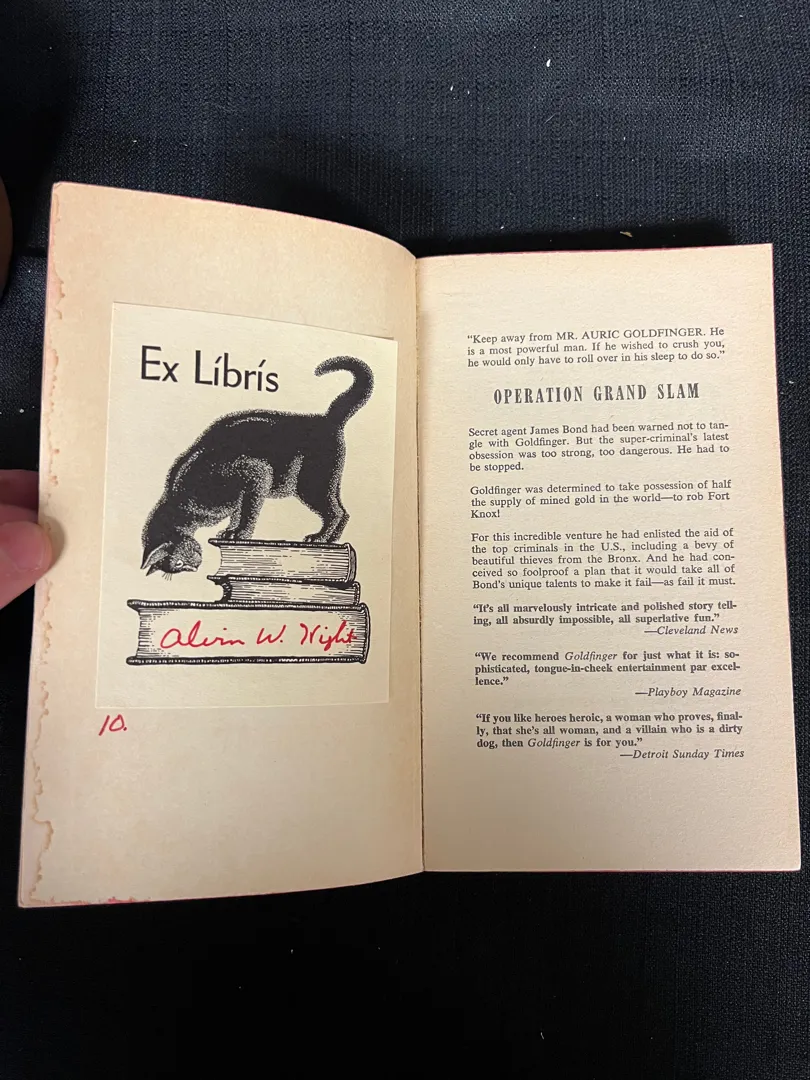 Ex Líbrís
Alvin W. Night
10.
“Keep away from MR. AURIC GOLDFINGER. He
is a most powerful man. If he wished to crush you,
he would only have to roll over in his sleep to do so.”
OPERATION GRAND SLAM
Secret agent James Bond had been warned not to tan-
gle with Goldfinger. But the super-criminal's latest
obsession was too strong, too dangerous. He had to
be stopped.
Goldfinger was determined to take possession of half
the supply of mined gold in the world—to rob Fort
Knox!
For this incredible venture he had enlisted the aid of
the top criminals in the U.S., including a bevy of
beautiful thieves from the Bronx. And he had con-
ceived so foolproof a plan that it would take all of
Bond's unique talents to make it fail—as fail it must.
“It's all marvelously intricate and polished story tell-
ing, all absurdly impossible, all superlative fun.”
—Cleveland News
“We recommend Goldfinger for just what it is: so-
phisticated, tongue-in-cheek entertainment par excel-
lence.”
—Playboy Magazine
“If you like heroes heroic, a woman who proves, final-
ly, that she's all woman, and a villain who is a dirty
dog, then Goldfinger is for you.”
—Detroit Sunday Times